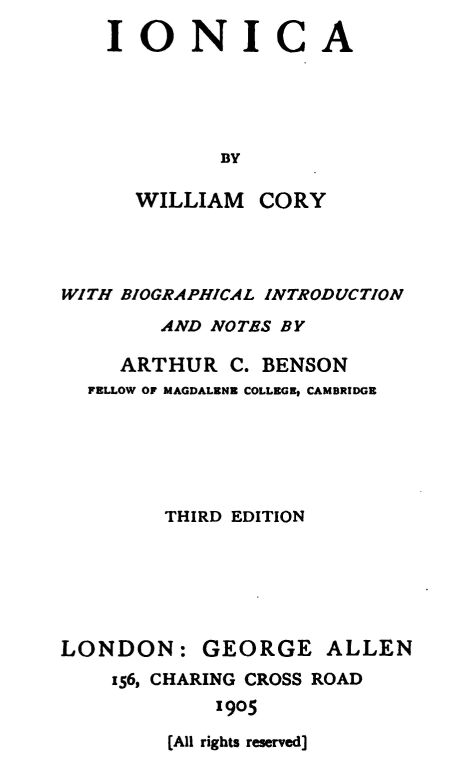 IONICA
BY
WILLIAM CORY
WITH BIOGRAPHICAL INTRODUCTION
AND NOTES BY
ARTHUR C. BENSON
FELLOW OF MAGDALENE COLLEGE, CAMBRIDGE
THIRD EDITION
LONDON: GEORGE ALLEN
156, CHARING CROSS ROAD
1905
[All rights reserved]